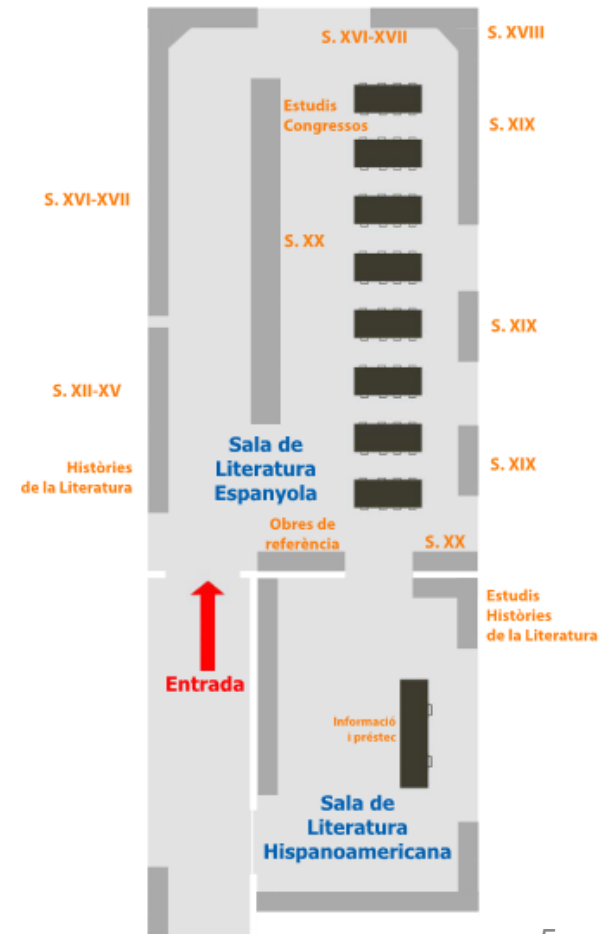 S. XVI-XVII
S. XVIII
Estudis
Congressos
S. XIX
S. XVI-XVII
S. XX
S. XIX
S. XII-XV
Sala de
Literatura
Espanyola
Històries
de la Literatura
S. XIX
Obres de
referència
S. XX
Estudis
Històries
de la Literatura
Entrada
Informació
i préstec
Sala de
Literatura
Hispanoamericana